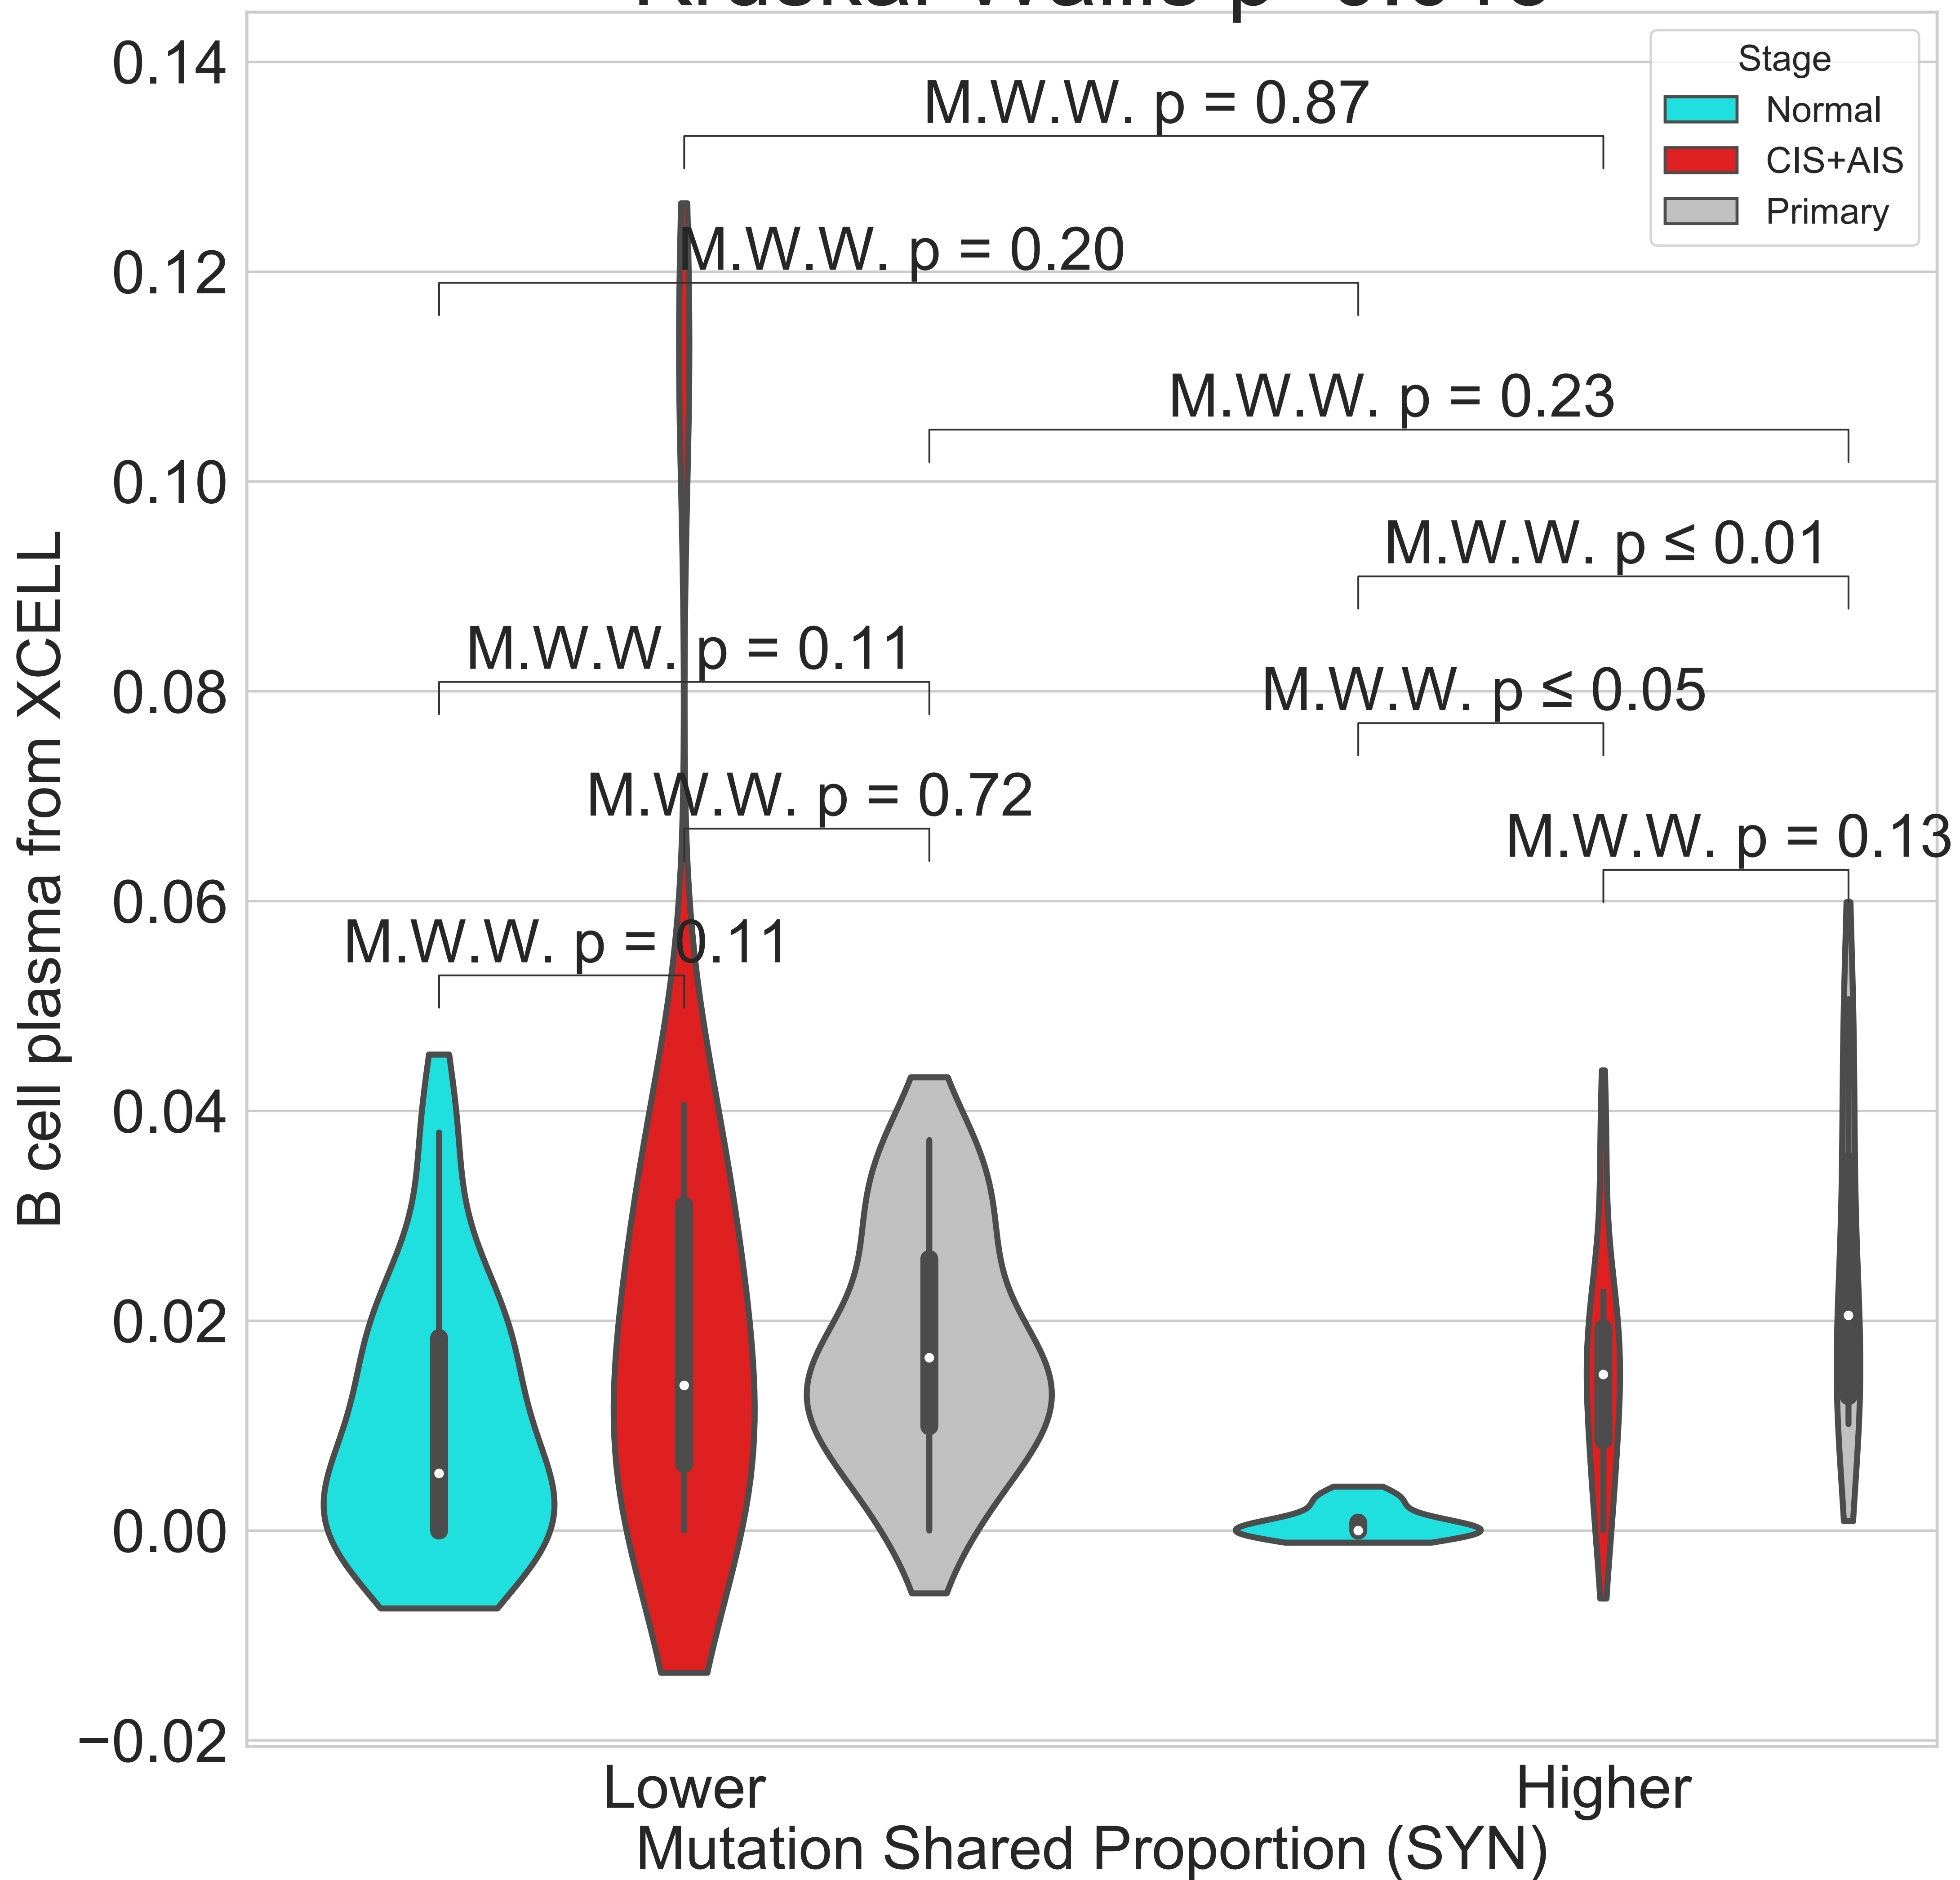 0.14
0.12
0.10
0.08
0.06
0.04
0.02
0.00
−0.02
B cell plasma from XCELL
Stage
Normal
CIS+AIS
Primary
M.W.W. p = 0.87
M.W.W. p = 0.20
M.W.W. p = 0.23
M.W.W. p ≤ 0.01
M.W.W. p = 0.11
M.W.W. p ≤ 0.05
M.W.W. p = 0.72
M.W.W. p = 0.13
M.W.W. p = 0.11
Lower
Higher
Mutation Shared Proportion (SYN)